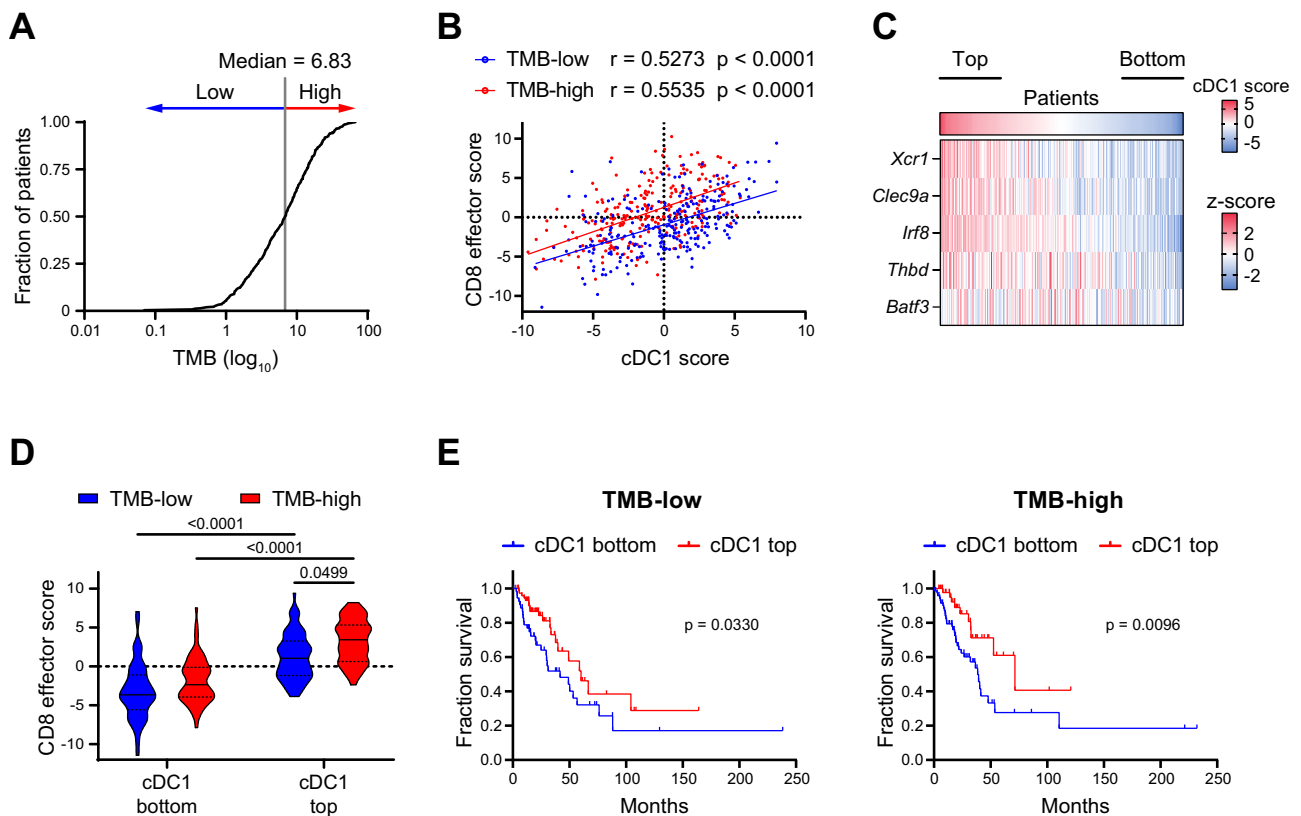 A
Median = 6.83
Low
High
1.00
0.75
0.50
0.25
0
0.01
0.1
1
10
100
Fraction of patients
TMB (log10)
B
TMB-low r = 0.5273 p < 0.0001
TMB-high r = 0.5535 p < 0.0001
10
5
0
-5
-10
-10
-5
0
5
10
CD8 effector score
cDC1 score
C
Top
Bottom
Patients
cDC1 score
5
0
-5
Xcr1
Clec9a
Irf8
Thbd
Batf3
z-score
2
0
-2
D
TMB-low
TMB-high
<0.0001
<0.0001
0.0499
10
5
0
-5
-10
CD8 effector score
cDC1
bottom
cDC1
top
E
TMB-low
cDC1 bottom
cDC1 top
p = 0.0330
1.0
0.8
0.6
0.4
0.2
0.0
0
50
100
150
200
250
Fraction survival
Months
TMB-high
cDC1 bottom
cDC1 top
p = 0.0096
1.0
0.8
0.6
0.4
0.2
0.0
0
50
100
150
200
250
Fraction survival
Months